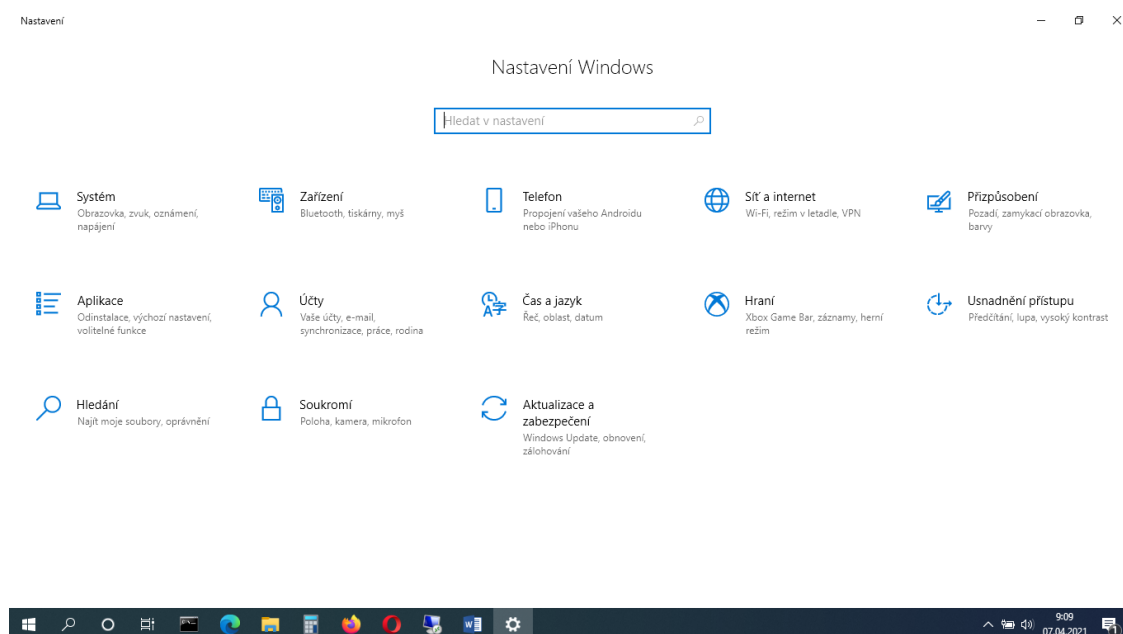 Nastavení
Nastavení Windows
Hledat v nastavení
Systém
Obrazovka, zvuk, oznámení,
napájení
Zařízení
Bluetooth, tiskárny, myš
Telefon
Propojení vašeho Androidu
nebo iPhonu
Síť a internet
Wi-Fi, režim v letadle, VPN
Přizpůsobení
Pozadí, zamykací obrazovka,
barvy
Aplikace
Odinstalace, výchozí nastavení,
volitelné funkce
Účty
Vaše účty, e-mail,
synchronizace, práce, rodina
Čas a jazyk
Řeč, oblast, datum
Hraní
Xbox Game Bar, záznamy, herní
režim
Usnadnění přístupu
Předčítání, lupa, vysoký kontrast
Hledání
Najít moje soubory, oprávnění
Soukromí
Poloha, kamera, mikrofon
Aktualizace a
zabezpečení
Windows Update, obnovení,
zálohování
9:09
07.04.2021